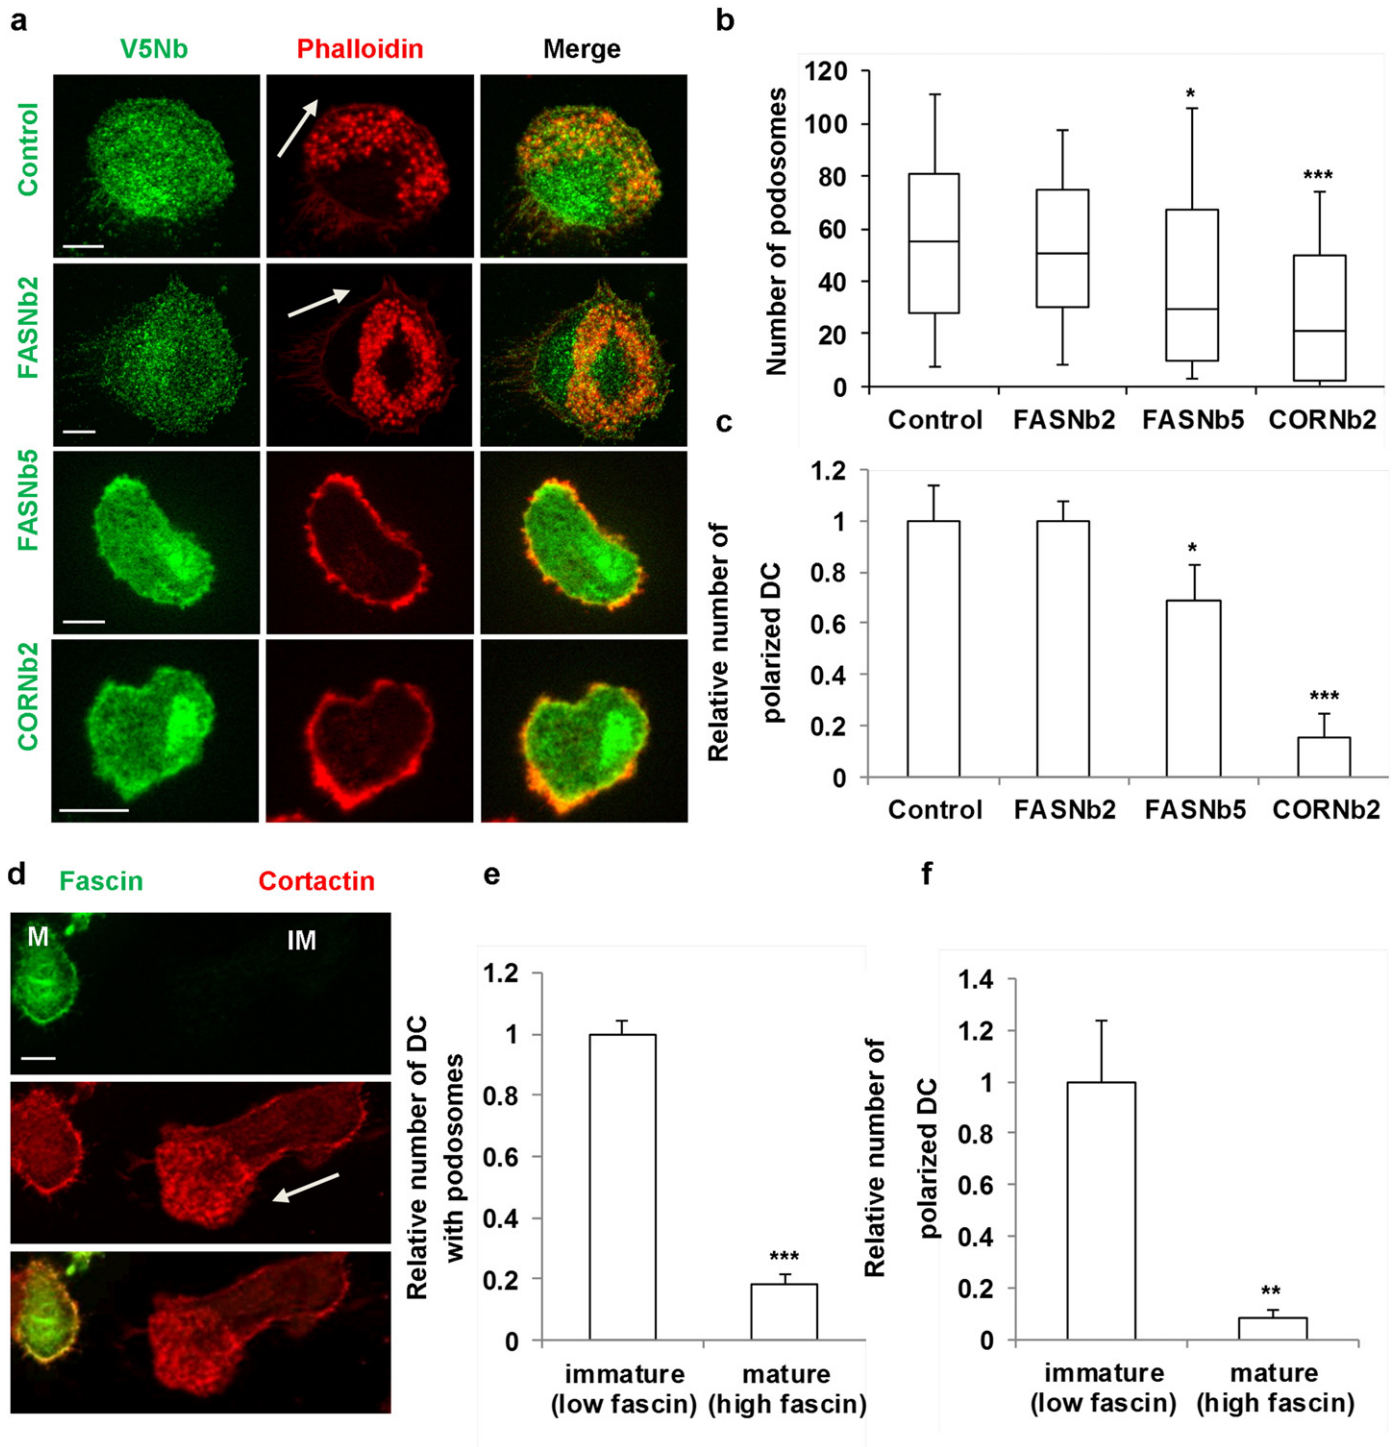 a
V5Nb
Phalloidin
Merge
Control
FASNb2
FASNb5
CORNb2
b
Number of podosomes
120
100
80
60
40
20
0
*
***
Control
FASNb2
FASNb5
CORNb2
c
Relative number of
polarized DC
1.2
1
0.8
0.6
0.4
0.2
0
*
***
Control
FASNb2
FASNb5
CORNb2
d
Fascin
Cortactin
M
IM
e
Relative number of DC
with podosomes
1.2
1
0.8
0.6
0.4
0.2
0
***
immature
(low fascin)
mature
(high fascin)
f
Relative number of
polarized DC
1.4
1.2
1
0.8
0.6
0.4
0.2
0
**
immature
(low fascin)
mature
(high fascin)